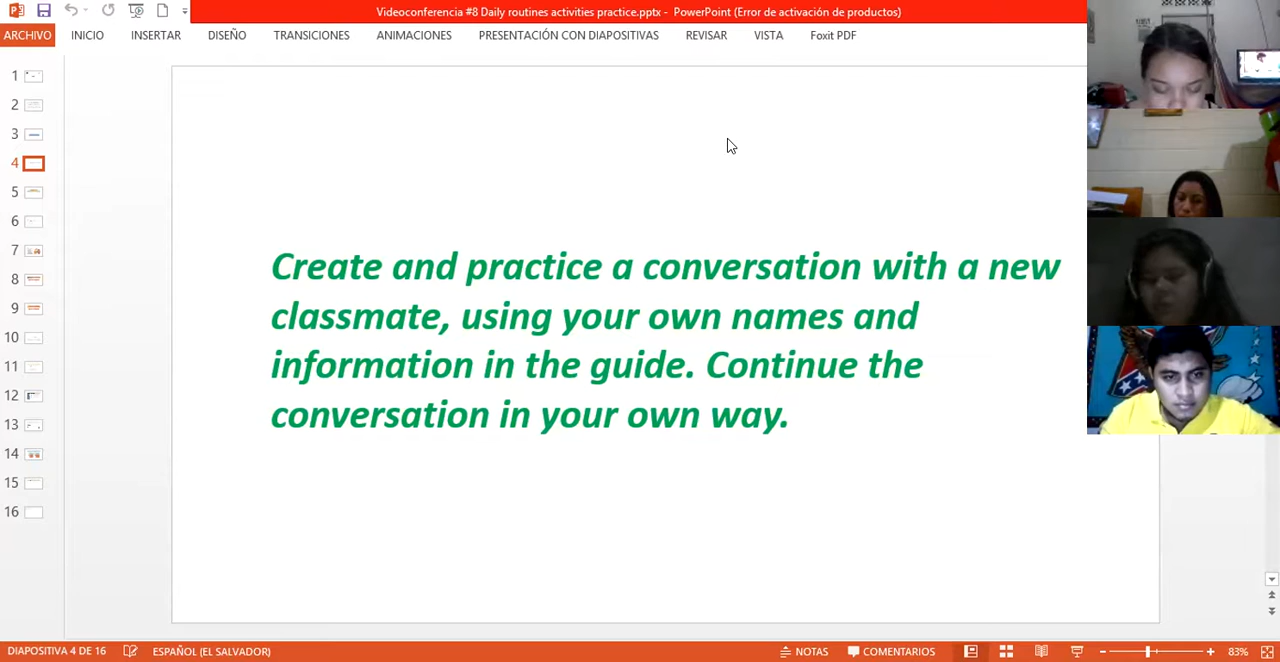 Videoconferencia #8 Daily routines activities practice.pptx - PowerPoint (Error de activación de productos)
ARCHIVO INICIO INSERTAR DISEÑO TRANSICIONES ANIMACIONES PRESENTACIÓN CON DIAPOSITIVAS REVISAR VISTA Foxit PDF
1
2
3
4
5
6
7
8
9
10
11
12
13
14
15
16
Create and practice a conversation with a new
classmate, using your own names and
information in the guide. Continue the
conversation in your own way.
DIAPOSITIVA 4 DE 16 ESPAÑOL (EL SALVADOR) NOTAS COMENTARIOS 83%